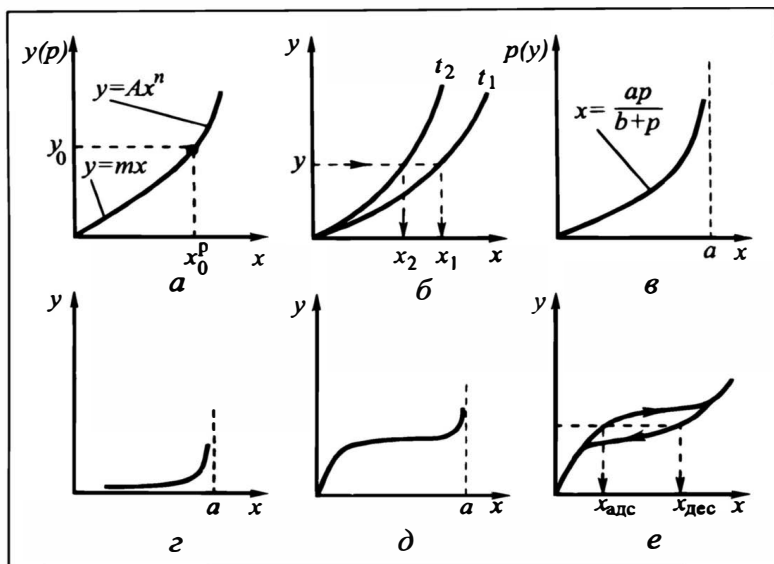 y(p)
y=Axⁿ
y₀
y=mx
x₀ᵖ
x
а
y
t₂
t₁
y
x₂
x₁
x
б
p(y)
x= ap/(b+p)
a
x
в
y
a
x
г
y
a
x
д
y
xадс
xдес
x
е